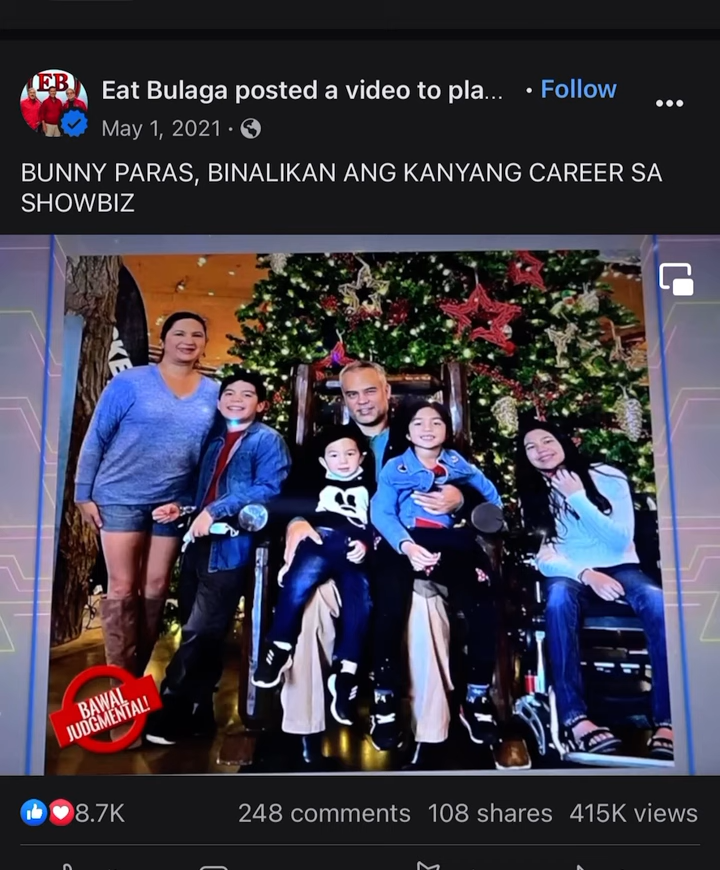 EB
Eat Bulaga posted a video to pla... • Follow
May 1, 2021 ·
BUNNY PARAS, BINALIKAN ANG KANYANG CAREER SA
SHOWBIZ
BAWAL
JUDGMENTAL!
8.7K 248 comments 108 shares 415K views